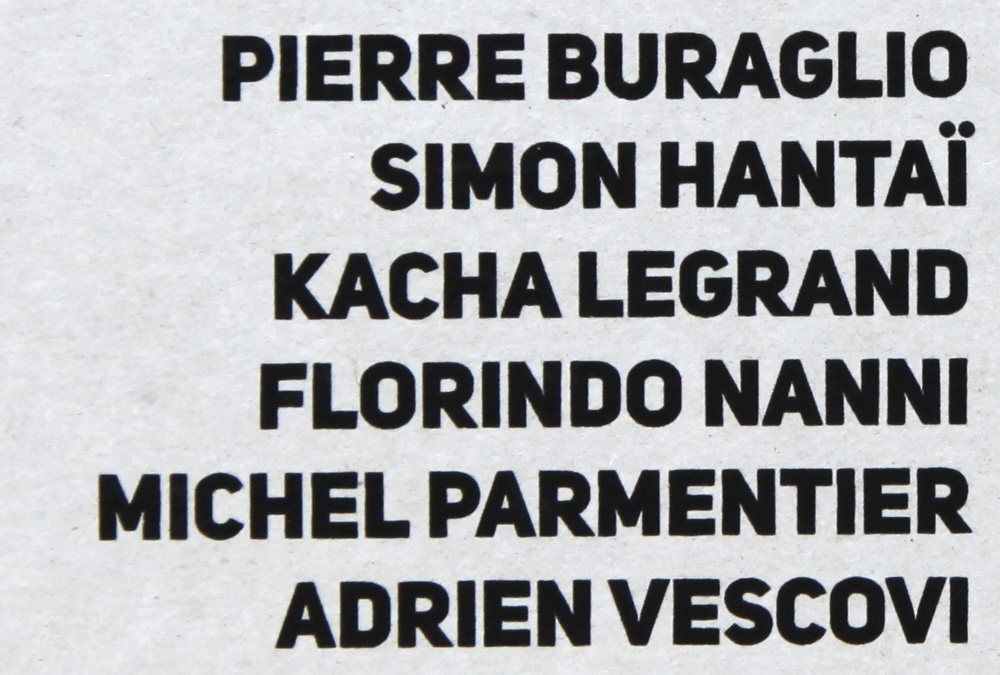 PIERRE BURAGLIO
SIMON HANTAÏ
KACHA LEGRAND
FLORINDO NANNI
MICHEL PARMENTIER
ADRIEN VESCOVI